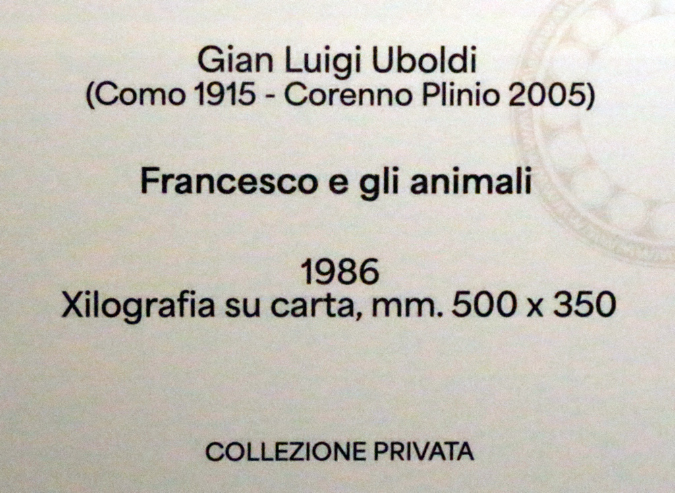 Gian Luigi Uboldi
(Como 1915 - Corenno Plinio 2005)
Francesco e gli animali
1986
Xilografia su carta, mm. 500 x 350
COLLEZIONE PRIVATA